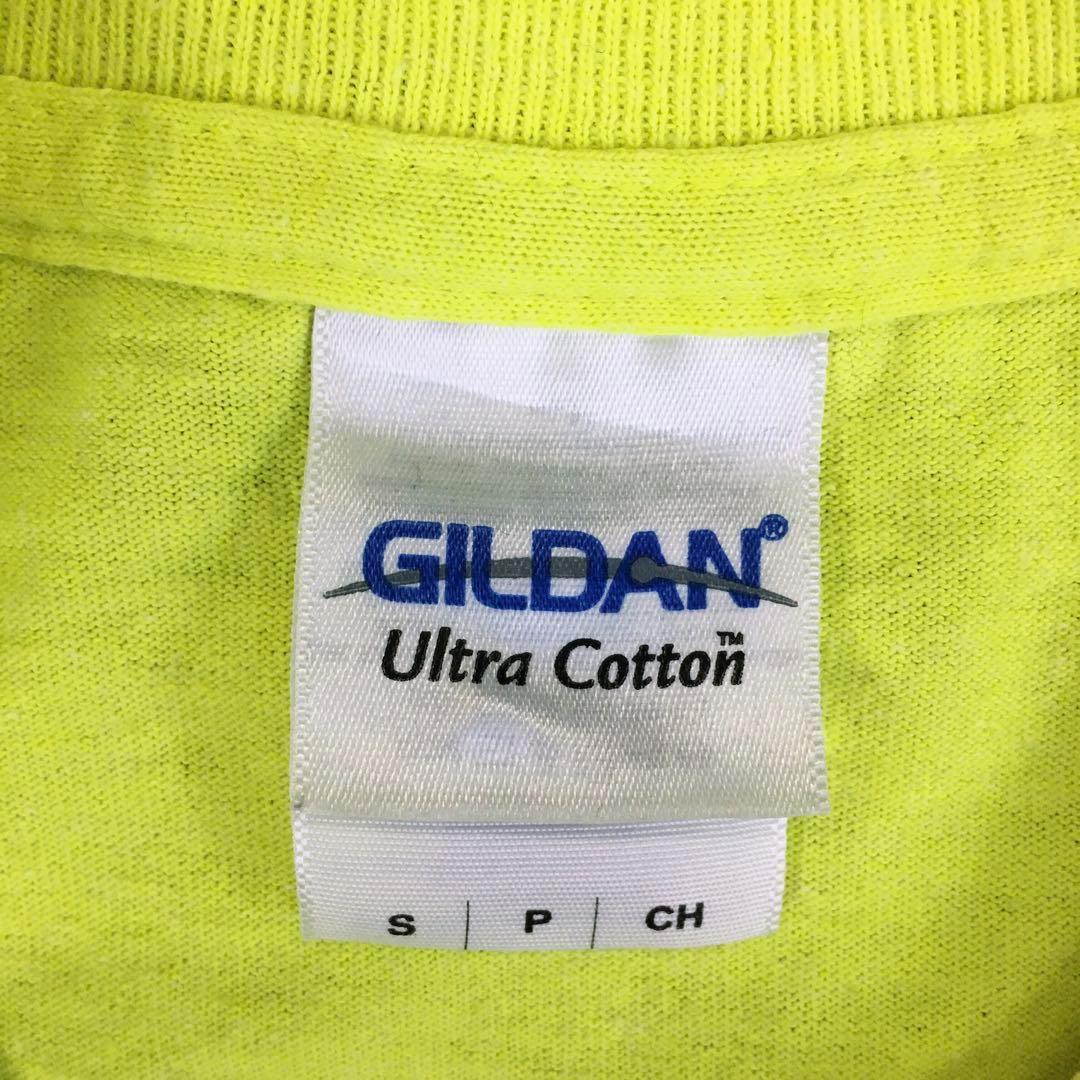 GILDAN®
Ultra Cotton™
S | P | CH